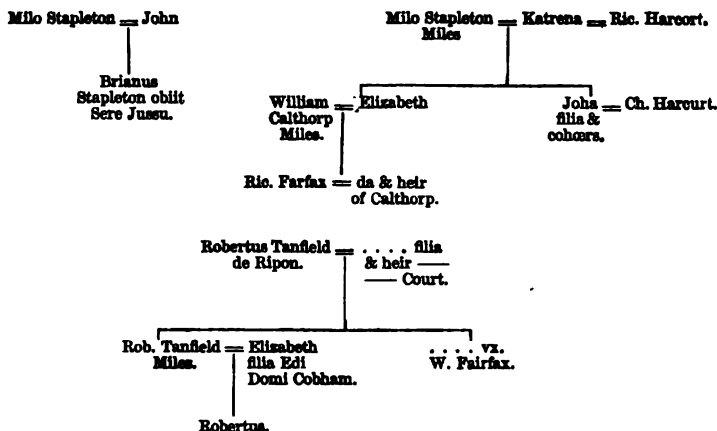 Milo Stapleton = John
Brianus
Stapleton obiit
Sere Jussu.
Milo Stapleton = Katrena = Ric. Harcort.
Miles
William = Elizabeth
Calthorp
Miles.
Joha = Ch. Harcurt.
filia &
cohœrs.
Ric. Farfax = da & heir
of Calthorp.
Robertus Tanfield = . . . . filia
de Ripon. & heir —
— Court.
Rob. Tanfield = Elizabeth
Miles. filia Edi
Domi Cobham.
. . . . vx.
W. Fairfax.
Robertus.